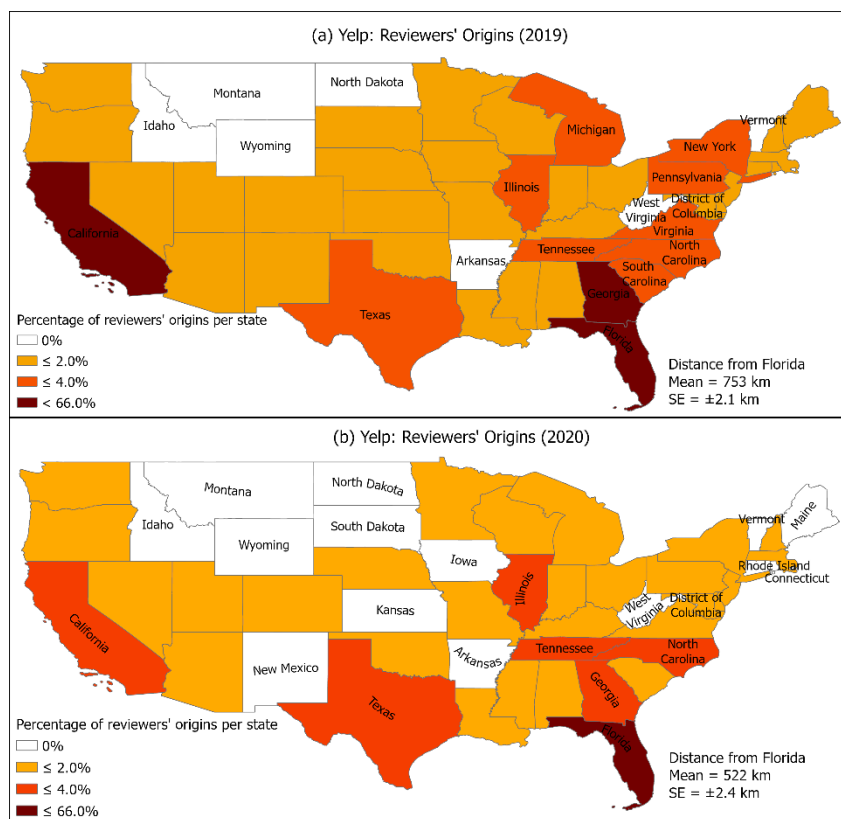 (a) Yelp: Reviewers' Origins (2019)
North Dakota
Montana
Vermont
Idaho
Michigan
Wyoming
New York
Pennsylvania
Illinois
West
Virginia
District of
Columbia
California
Virginia
North
Carolina
Tennessee
Arkansas
South
Carolina
Georgia
Texas
Florida
Percentage of reviewers' origins per state
0%
≤ 2.0%
≤ 4.0%
< 66.0%
Distance from Florida
Mean = 753 km
SE = ±2.1 km
(b) Yelp: Reviewers' Origins (2020)
North Dakota
Montana
Maine
Vermont
Idaho
South Dakota
Wyoming
Iowa
Rhode Island
Connecticut
Illinois
West
Virginia
District of
Columbia
Kansas
California
Tennessee
North
Carolina
Arkansas
New Mexico
Georgia
Texas
Florida
Percentage of reviewers' origins per state
0%
≤ 2.0%
≤ 4.0%
≤ 66.0%
Distance from Florida
Mean = 522 km
SE = ±2.4 km